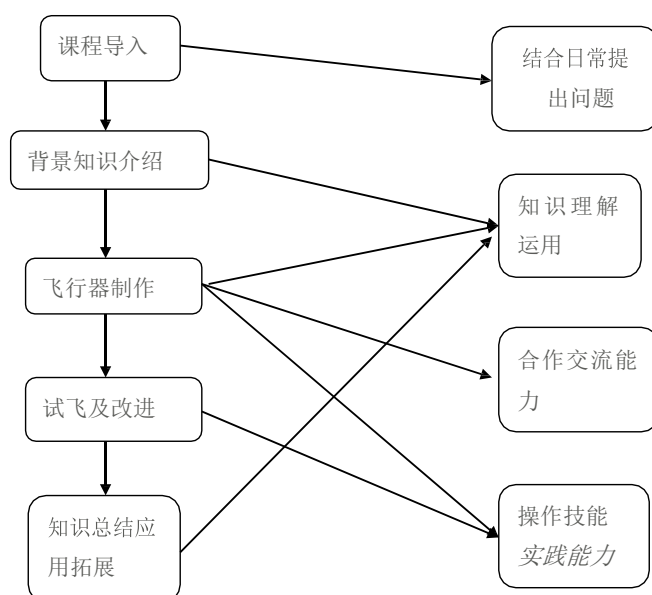 课程导入
结合日常提
出问题
背景知识介绍
知识理解
运用
飞行器制作
合作交流能
力
试飞及改进
知识总结应
用拓展
操作技能
实践能力